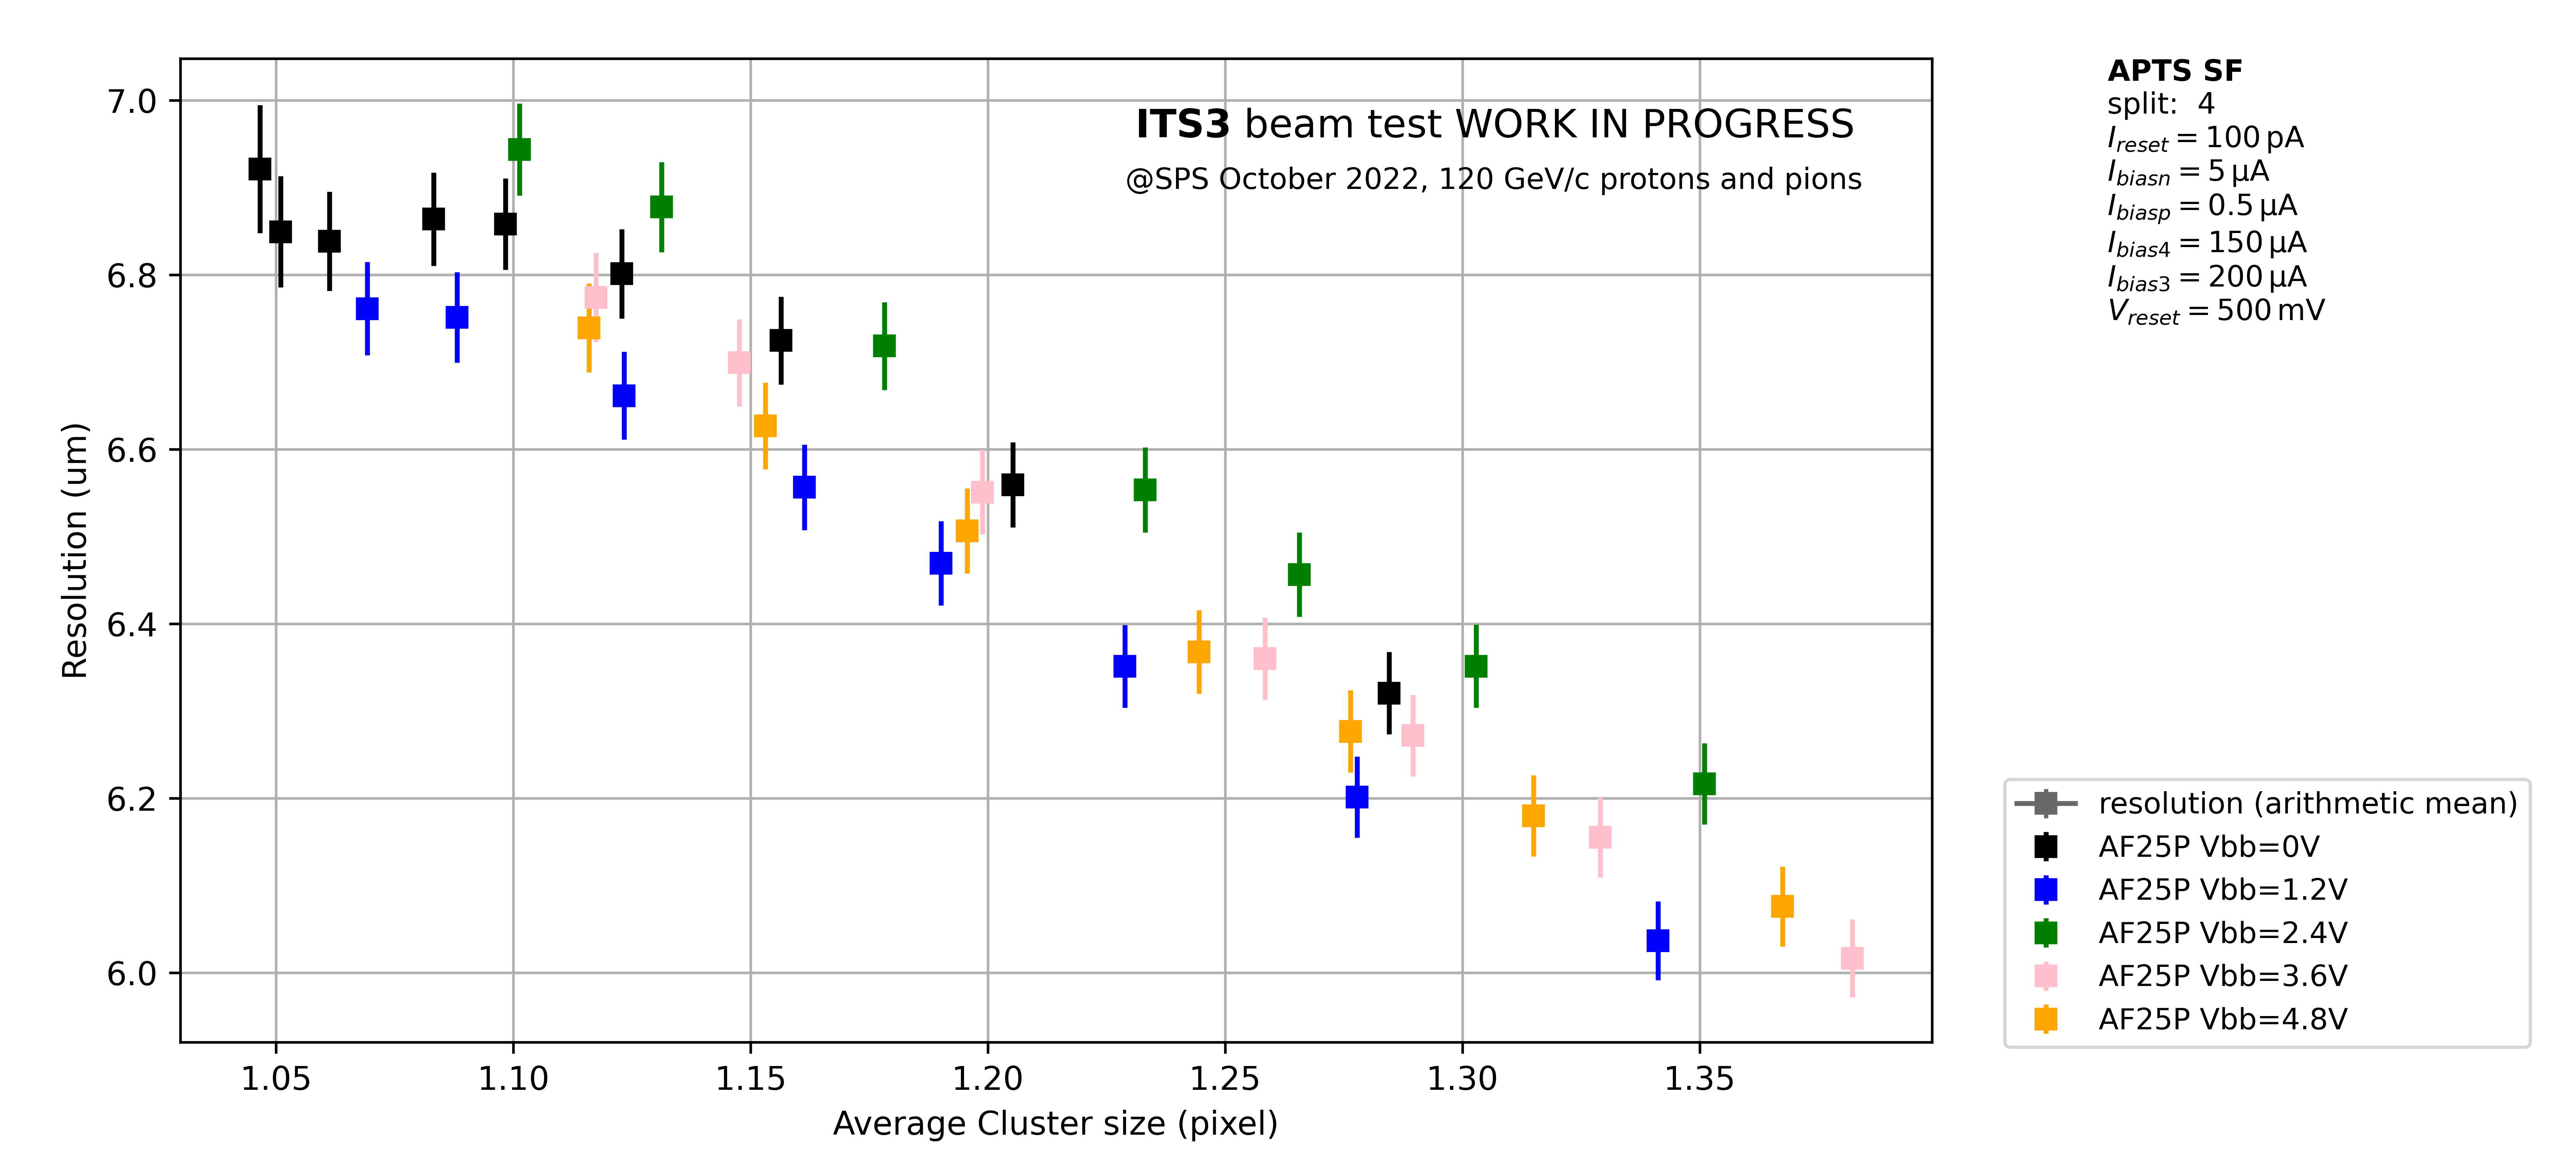 ITS3 beam test WORK IN PROGRESS
@SPS October 2022, 120 GeV/c protons and pions
APTS SF
split: 4
I_reset = 100 pA
I_biasn = 5 μA
I_biasp = 0.5 μA
I_bias4 = 150 μA
I_bias3 = 200 μA
V_reset = 500 mV
Resolution (um)
7.0
6.8
6.6
6.4
6.2
6.0
1.05 1.10 1.15 1.20 1.25 1.30 1.35
Average Cluster size (pixel)
resolution (arithmetic mean)
AF25P Vbb=0V
AF25P Vbb=1.2V
AF25P Vbb=2.4V
AF25P Vbb=3.6V
AF25P Vbb=4.8V